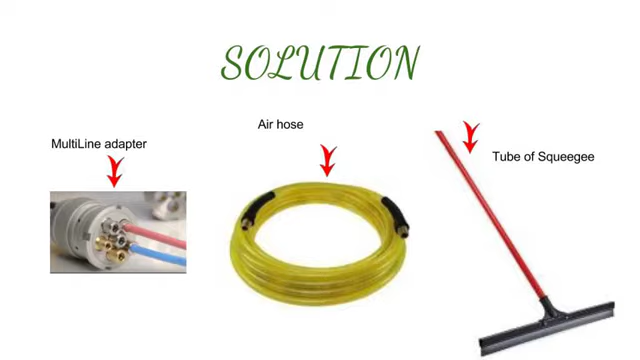 SOLUTION
Air hose
MultiLine adapter
Tube of Squeegee